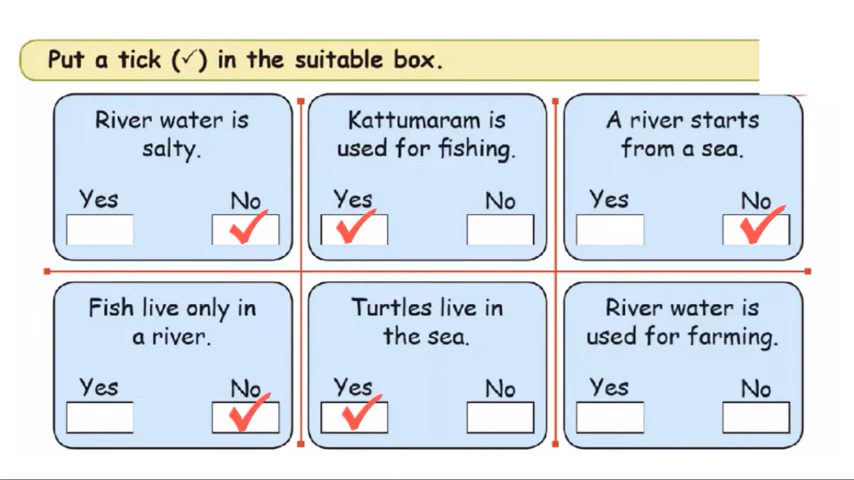 Put a tick (✓) in the suitable box.
River water is
salty.
Yes No
Kattumaram is
used for fishing.
Yes No
A river starts
from a sea.
Yes No
Fish live only in
a river.
Yes No
Turtles live in
the sea.
Yes No
River water is
used for farming.
Yes No